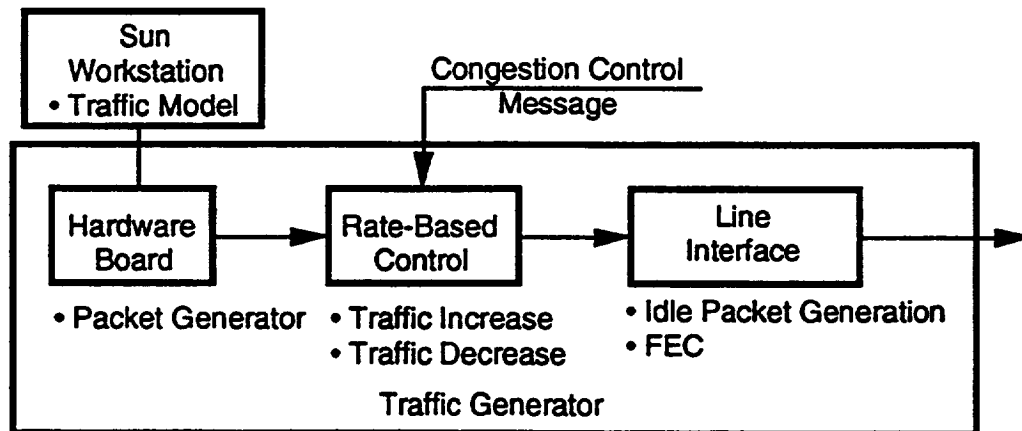 Sun
Workstation
• Traffic Model
Congestion Control
Message
Hardware
Board
Rate-Based
Control
Line
Interface
• Packet Generator
• Traffic Increase
• Traffic Decrease
• Idle Packet Generation
• FEC
Traffic Generator